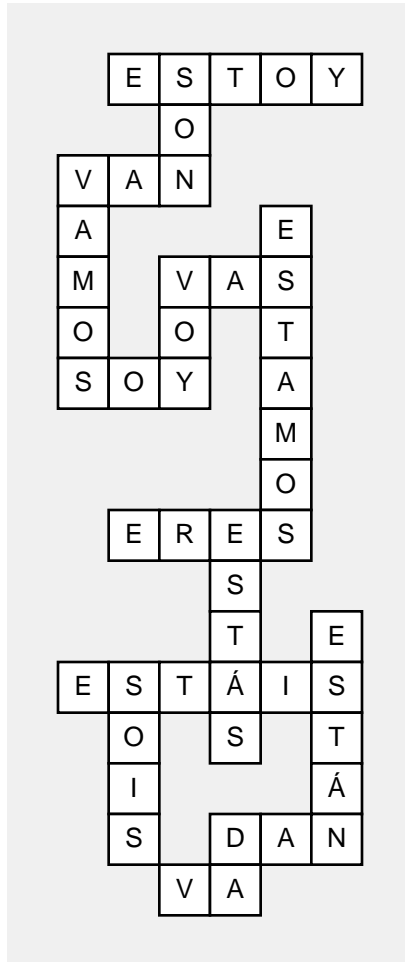 E S T O Y
O
V A N
A E
M V A S
O O T
S O Y A
M
O
E R E S
S
T E
E S T Á I S
O S T
I Á
S D A N
V A